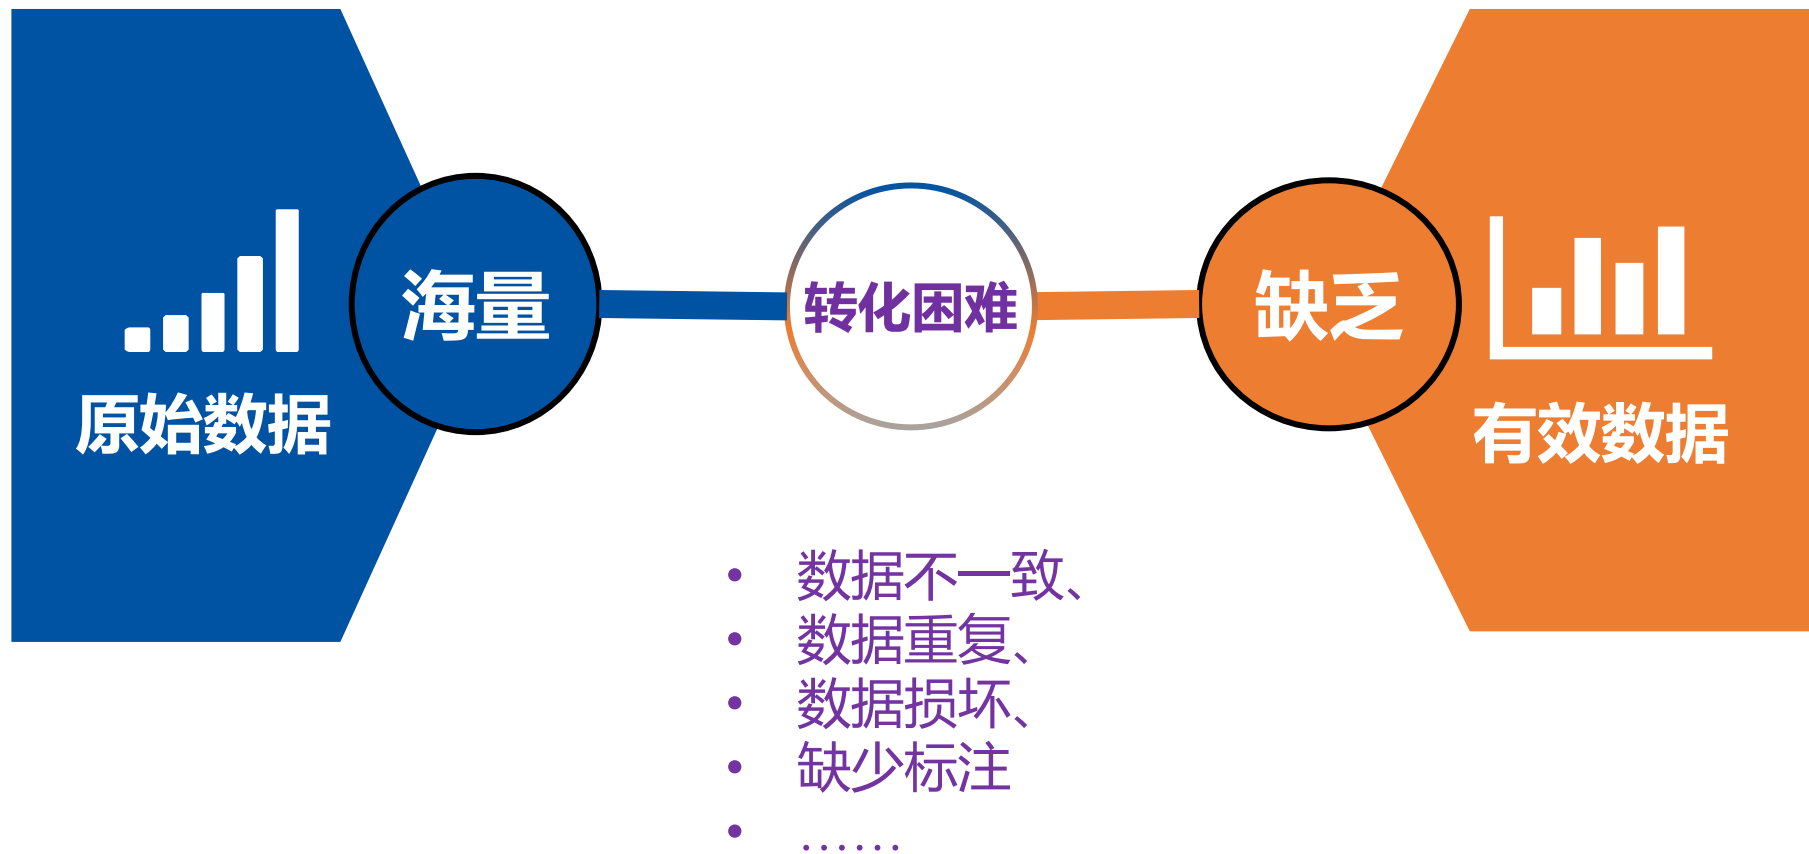 海量
原始数据
转化困难
缺乏
有效数据
• 数据不一致、
• 数据重复、
• 数据损坏、
• 缺少标注
• ……